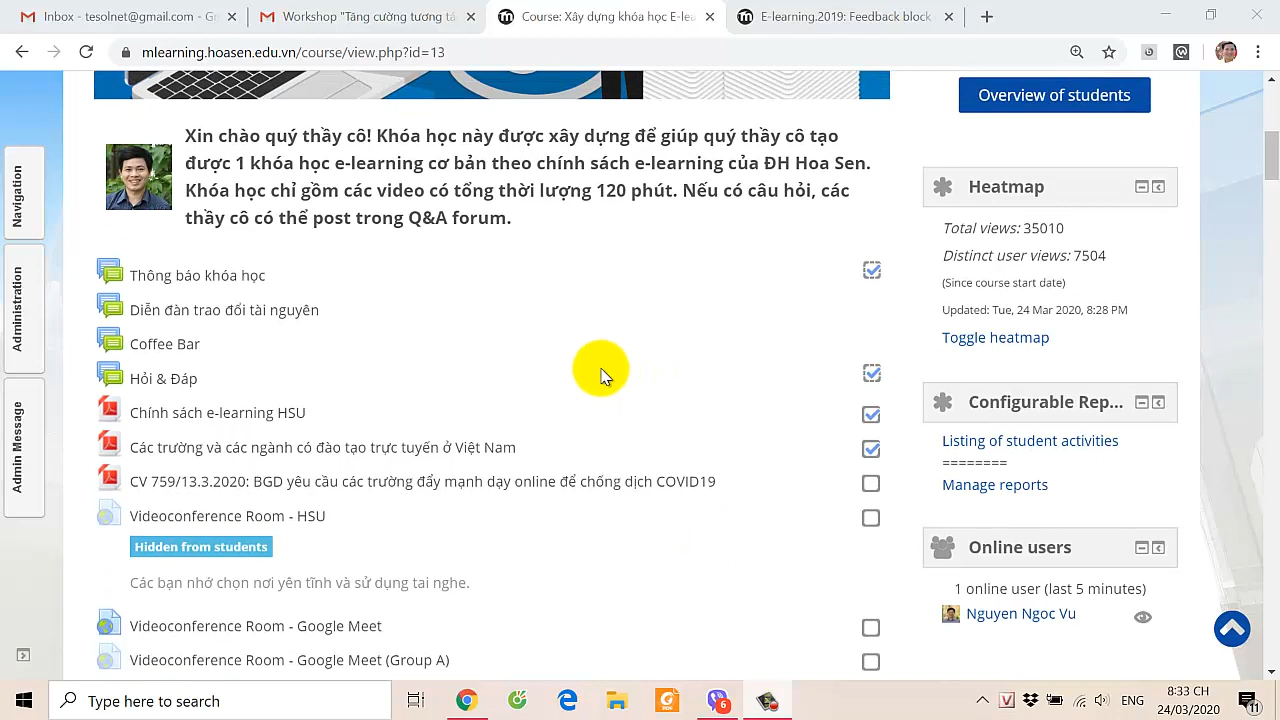 Inbox - tesolnet@gmail.com - Gr
Workshop "Tăng cường tương tá
Course: Xây dựng khóa học E-lea
E-learning.2019: Feedback block
mlearning.hoasen.edu.vn/course/view.php?id=13
Navigation
Administration
Admin Message
Xin chào quý thầy cô! Khóa học này được xây dựng để giúp quý thầy cô tạo
được 1 khóa học e-learning cơ bản theo chính sách e-learning của ĐH Hoa Sen.
Khóa học chỉ gồm các video có tổng thời lượng 120 phút. Nếu có câu hỏi, các
thầy cô có thể post trong Q&A forum.
Thông báo khóa học
Diễn đàn trao đổi tài nguyên
Coffee Bar
Hỏi & Đáp
Chính sách e-learning HSU
Các trường và các ngành có đào tạo trực tuyến ở Việt Nam
CV 759/13.3.2020: BGD yêu cầu các trường đẩy mạnh dạy online để chống dịch COVID19
Videoconference Room - HSU
Hidden from students
Các bạn nhớ chọn nơi yên tĩnh và sử dụng tai nghe.
Videoconference Room - Google Meet
Videoconference Room - Google Meet (Group A)
Overview of students
Heatmap
Total views: 35010
Distinct user views: 7504
(Since course start date)
Updated: Tue, 24 Mar 2020, 8:28 PM
Toggle heatmap
Configurable Rep...
Listing of student activities
========
Manage reports
Online users
1 online user (last 5 minutes)
Nguyen Ngoc Vu
Type here to search
6
ENG
8:33 CH
24/03/2020
11